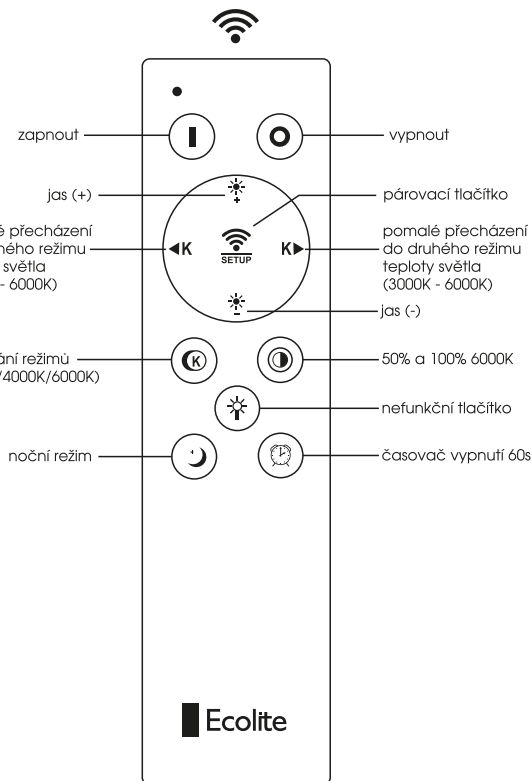 zapnout
vypnout
jas (+)
párovací tlačítko
přecházení
ného režimu
světla
- 6000K)
◀K
SETUP
K▶
pomalé přecházení
do druhého režimu
teploty světla
(3000K - 6000K)
jas (-)
ání režimů
/4000K/6000K)
K
50% a 100% 6000K
nefunkční tlačítko
noční režim
časovač vypnutí 60s
Ecolite